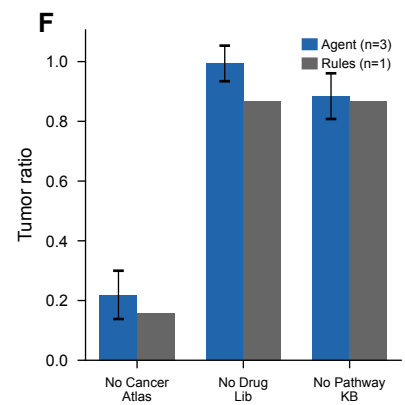 F
Agent (n=3)
Rules (n=1)
Tumor ratio
1.0
0.8
0.6
0.4
0.2
0.0
No Cancer
Atlas
No Drug
Lib
No Pathway
KB